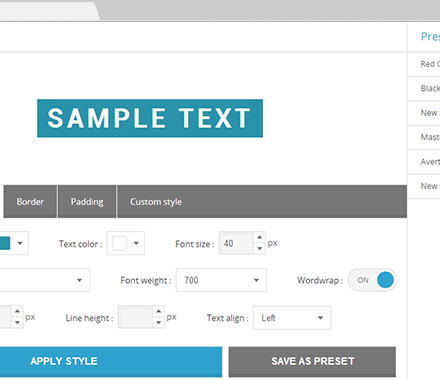 Pres
SAMPLE TEXT
Red
Black
New
Mast
Avert
New
Border Padding Custom style
Text color : Font size : 40 px
Font weight : 700 Wordwrap : ON
px Line height : px Text align : Left
APPLY STYLE SAVE AS PRESET